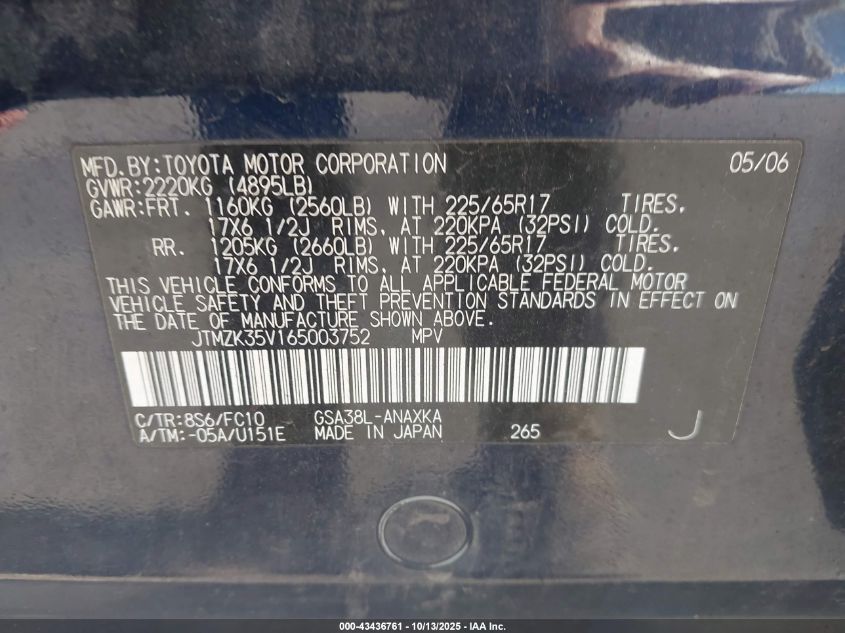 MFD.BY:TOYOTA MOTOR CORPORATION 05/06
GVWR:2220KG (4895LB)
GAWR:FRT. 1160KG (2560LB) WITH 225/65R17 TIRES,
17X6 1/2J RIMS, AT 220KPA (32PSI) COLD.
RR. 1205KG (2660LB) WITH 225/65R17 TIRES,
17X6 1/2J RIMS, AT 220KPA (32PSI) COLD.
THIS VEHICLE CONFORMS TO ALL APPLICABLE FEDERAL MOTOR
VEHICLE SAFETY AND THEFT PREVENTION STANDARDS IN EFFECT ON
THE DATE OF MANUFACTURE SHOWN ABOVE.
JTMZK35V165003752 MPV
C/TR:8S6/FC10 GSA38L-ANAXKA
A/TM:-05A/U151E MADE IN JAPAN 265 J
000-43436761 - 10/13/2025 - IAA Inc.